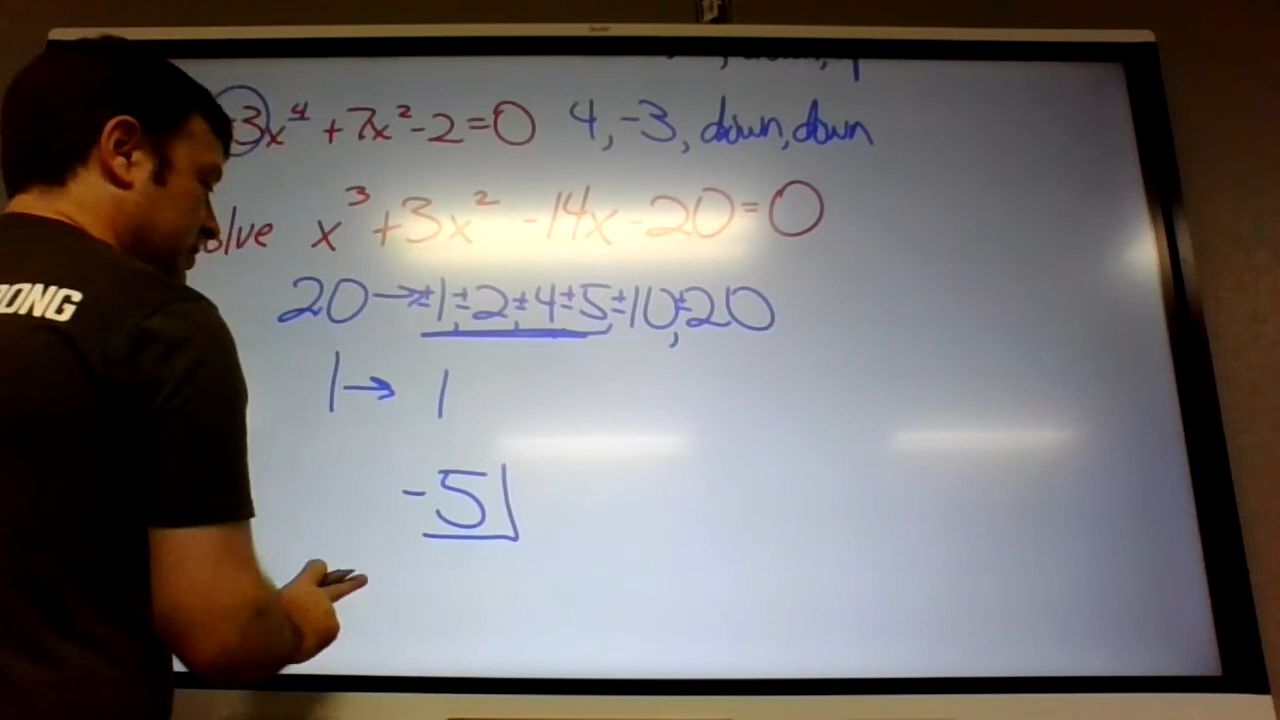 -3x⁴ + 7x² - 2 = 0 4, -3, down, down
x³ + 3x² - 14x - 20 = 0
20 → ±1, ±2, ±4, ±5, ±10, ±20
1 → 1
-5